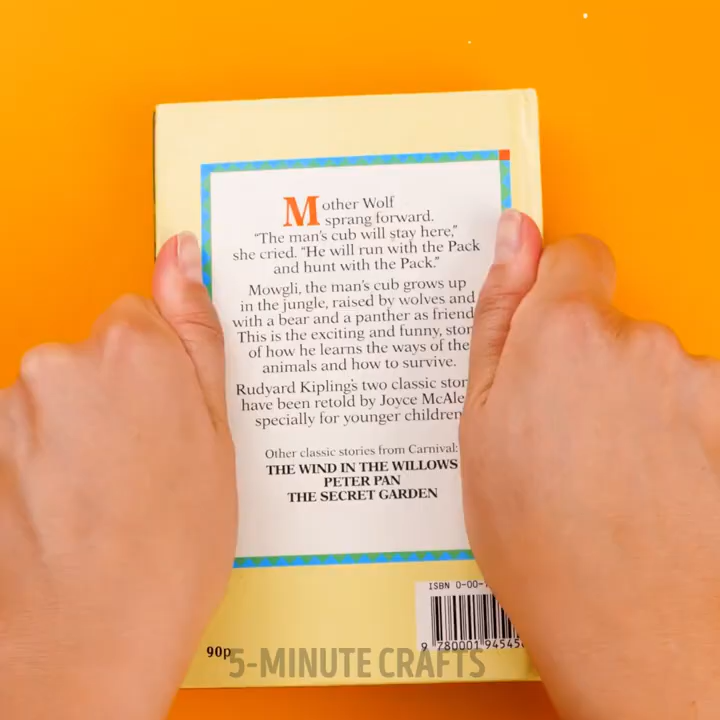 Mother Wolf
sprang forward.
"The man's cub will stay here,"
she cried. "He will run with the Pack
and hunt with the Pack."
Mowgli, the man's cub grows up
in the jungle, raised by wolves and
with a bear and a panther as friend
This is the exciting and funny, stor
of how he learns the ways of the
animals and how to survive.
Rudyard Kipling's two classic stor
have been retold by Joyce McAle
specially for younger children
Other classic stories from Carnival:
THE WIND IN THE WILLOWS
PETER PAN
THE SECRET GARDEN
ISBN 0-00-
9 780001 94545
90p
5-MINUTE CRAFTS